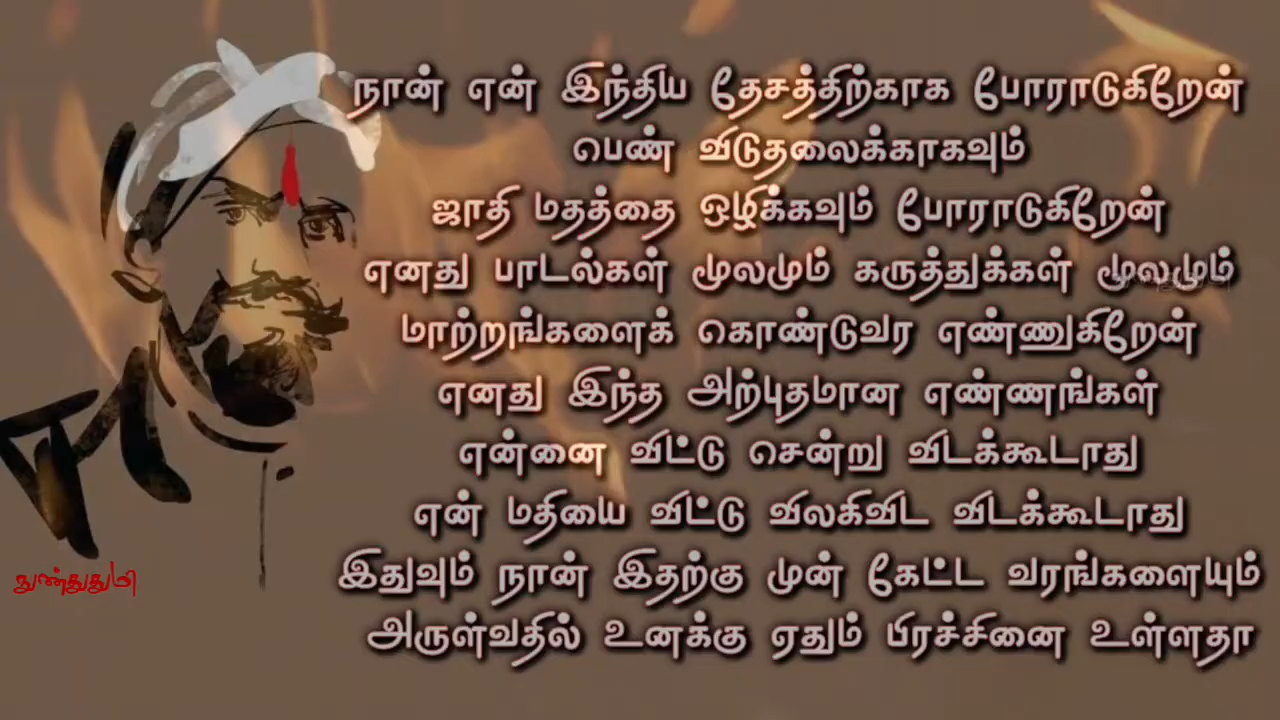 நான் என் இந்திய தேசத்திற்காக போராடுகிறேன்
பெண் விடுதலைக்காகவும்
ஜாதி மதத்தை ஒழிக்கவும் போராடுகிறேன்
எனது பாடல்கள் மூலமும் கருத்துக்கள் மூலமும்
மாற்றங்களைக் கொண்டுவர எண்ணுகிறேன்
எனது இந்த அற்புதமான எண்ணங்கள்
என்னை விட்டு சென்று விடக்கூடாது
என் மதியை விட்டு விலகிவிட விடக்கூடாது
இதுவும் நான் இதற்கு முன் கேட்ட வரங்களையும்
அருள்வதில் உனக்கு ஏதும் பிரச்சினை உள்ளதா